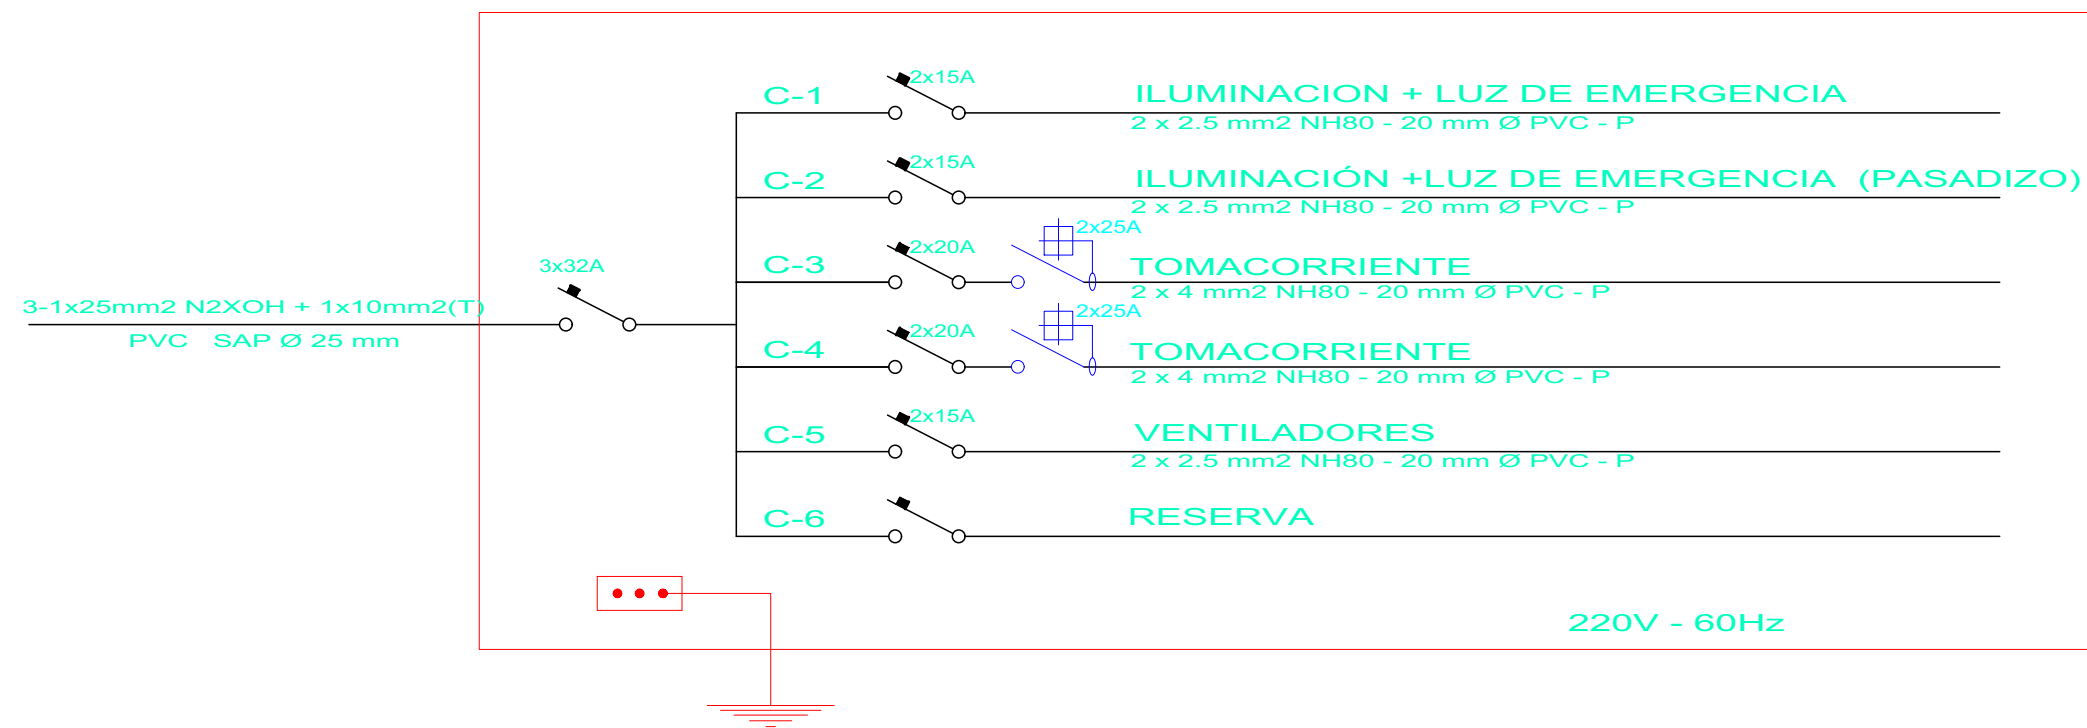 3-1x25mm2 N2XOH + 1x10mm2(T)
PVC SAP Ø 25 mm
3x32A
C-1
2x15A
ILUMINACION + LUZ DE EMERGENCIA
2 x 2.5 mm2 NH80 - 20 mm Ø PVC - P
C-2
2x15A
ILUMINACIÓN +LUZ DE EMERGENCIA (PASADIZO)
2 x 2.5 mm2 NH80 - 20 mm Ø PVC - P
C-3
2x20A
2x25A
TOMACORRIENTE
2 x 4 mm2 NH80 - 20 mm Ø PVC - P
C-4
2x20A
2x25A
TOMACORRIENTE
2 x 4 mm2 NH80 - 20 mm Ø PVC - P
C-5
2x15A
VENTILADORES
2 x 2.5 mm2 NH80 - 20 mm Ø PVC - P
C-6
RESERVA
220V - 60Hz